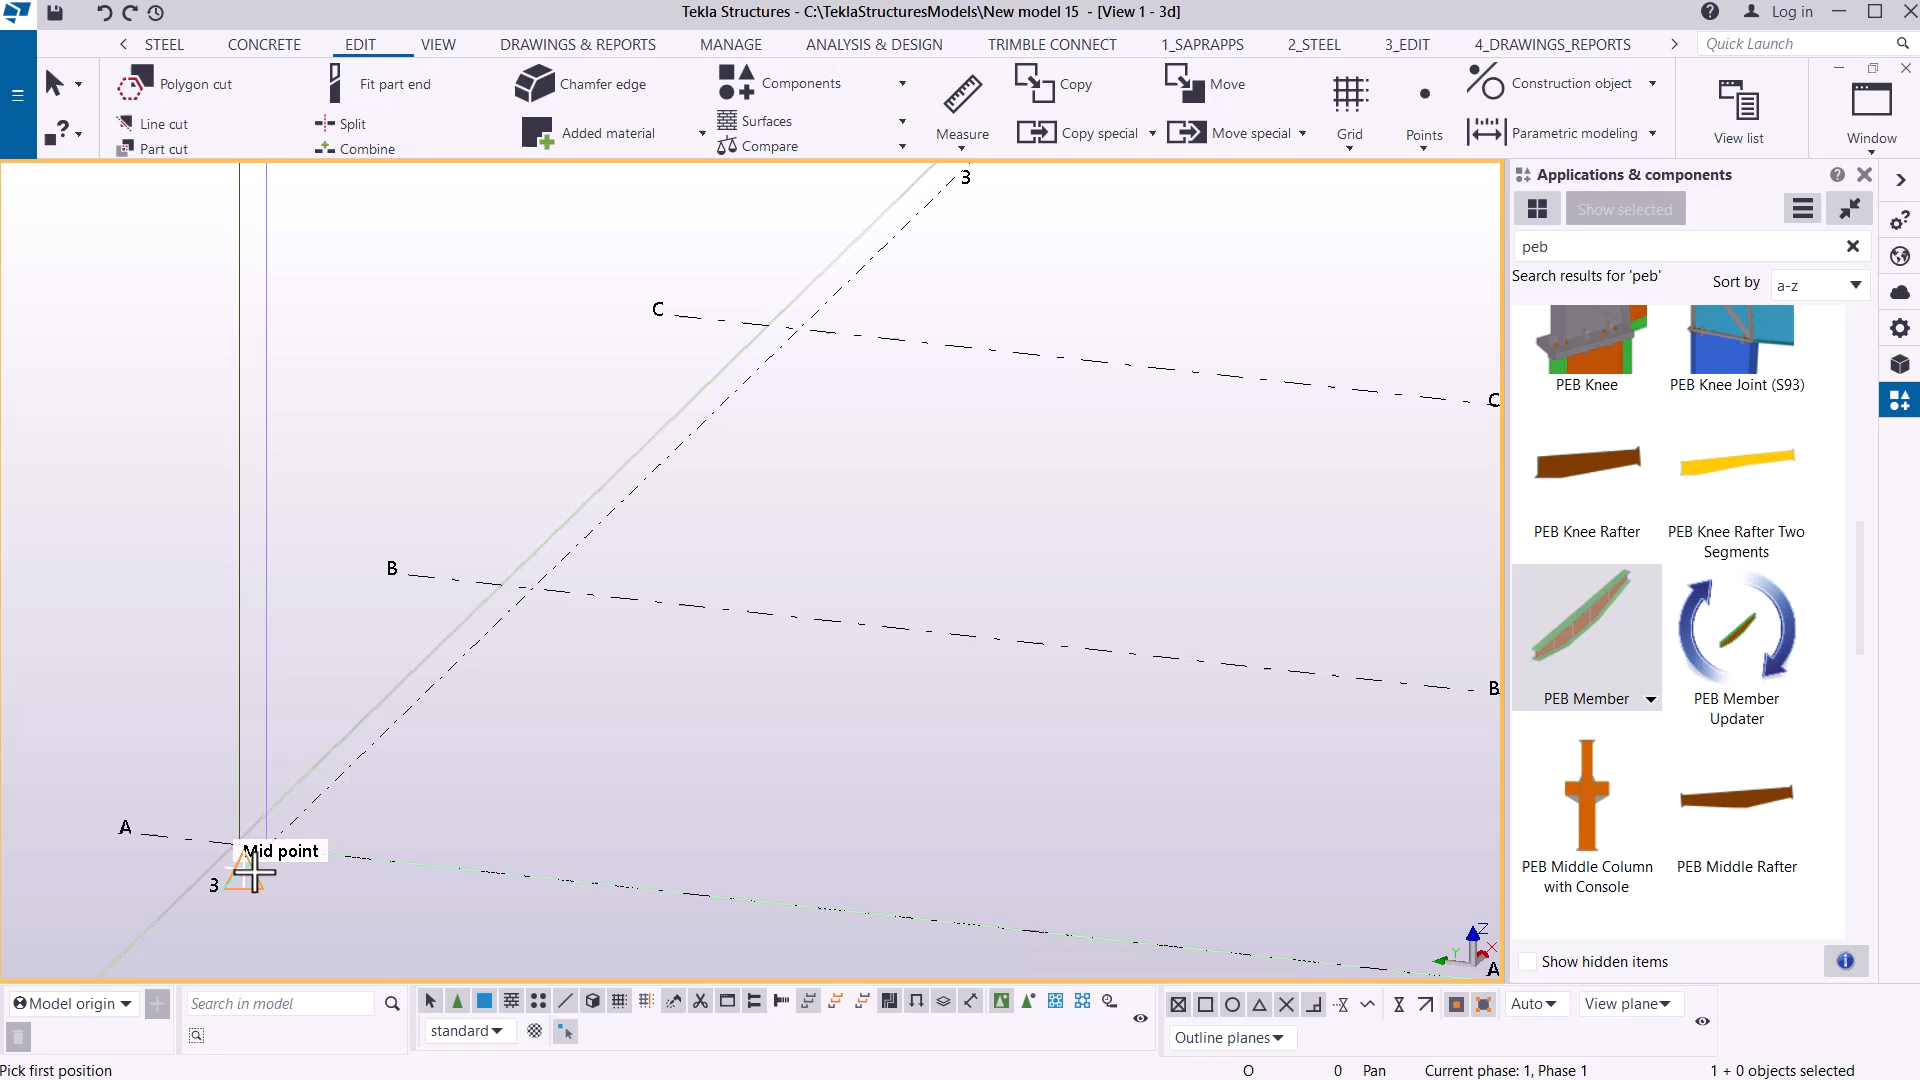 Tekla Structures - C:\TeklaStructuresModels\New model 15 - [View 1 - 3d]
Log in
STEEL
CONCRETE
EDIT
VIEW
DRAWINGS & REPORTS
MANAGE
ANALYSIS & DESIGN
TRIMBLE CONNECT
1_SAPRAPPS
2_STEEL
3_EDIT
4_DRAWINGS_REPORTS
Quick Launch
Polygon cut
Line cut
Part cut
Fit part end
Split
Combine
Chamfer edge
Added material
Components
Surfaces
Compare
Measure
Copy
Copy special
Move
Move special
Grid
Points
Construction object
Parametric modeling
View list
Window
3
C
C
B
B
A
Mid point
3
A
Z
X
Y
Applications & components
Show selected
peb
Search results for 'peb'
Sort by
a-z
PEB Knee
PEB Knee Joint (S93)
PEB Knee Rafter
PEB Knee Rafter Two
Segments
PEB Member
PEB Member
Updater
PEB Middle Column
with Console
PEB Middle Rafter
Show hidden items
Model origin
Search in model
standard
Auto
View plane
Outline planes
Pick first position
O
0
Pan
Current phase: 1, Phase 1
1 + 0 objects selected